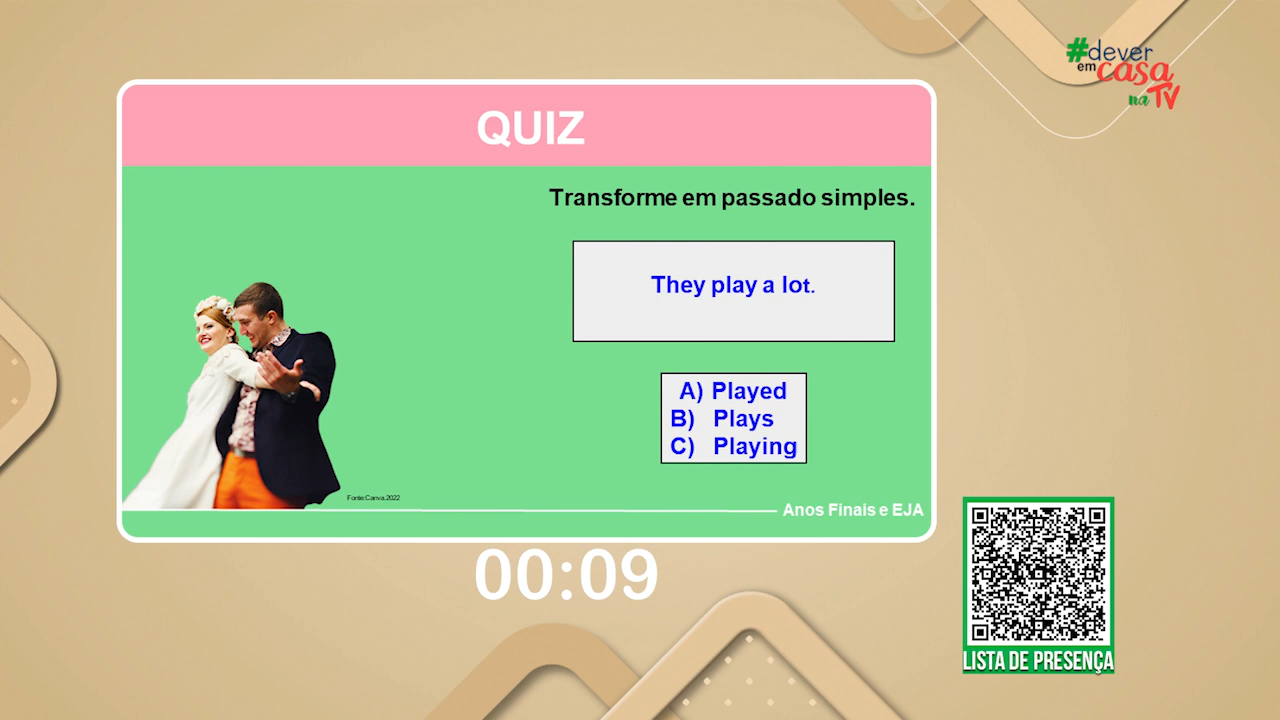 #dever
em casa
na TV
QUIZ
Transforme em passado simples.
They play a lot.
A) Played
B) Plays
C) Playing
Fonte:Canva.2022
Anos Finais e EJA
00:09
LISTA DE PRESENÇA